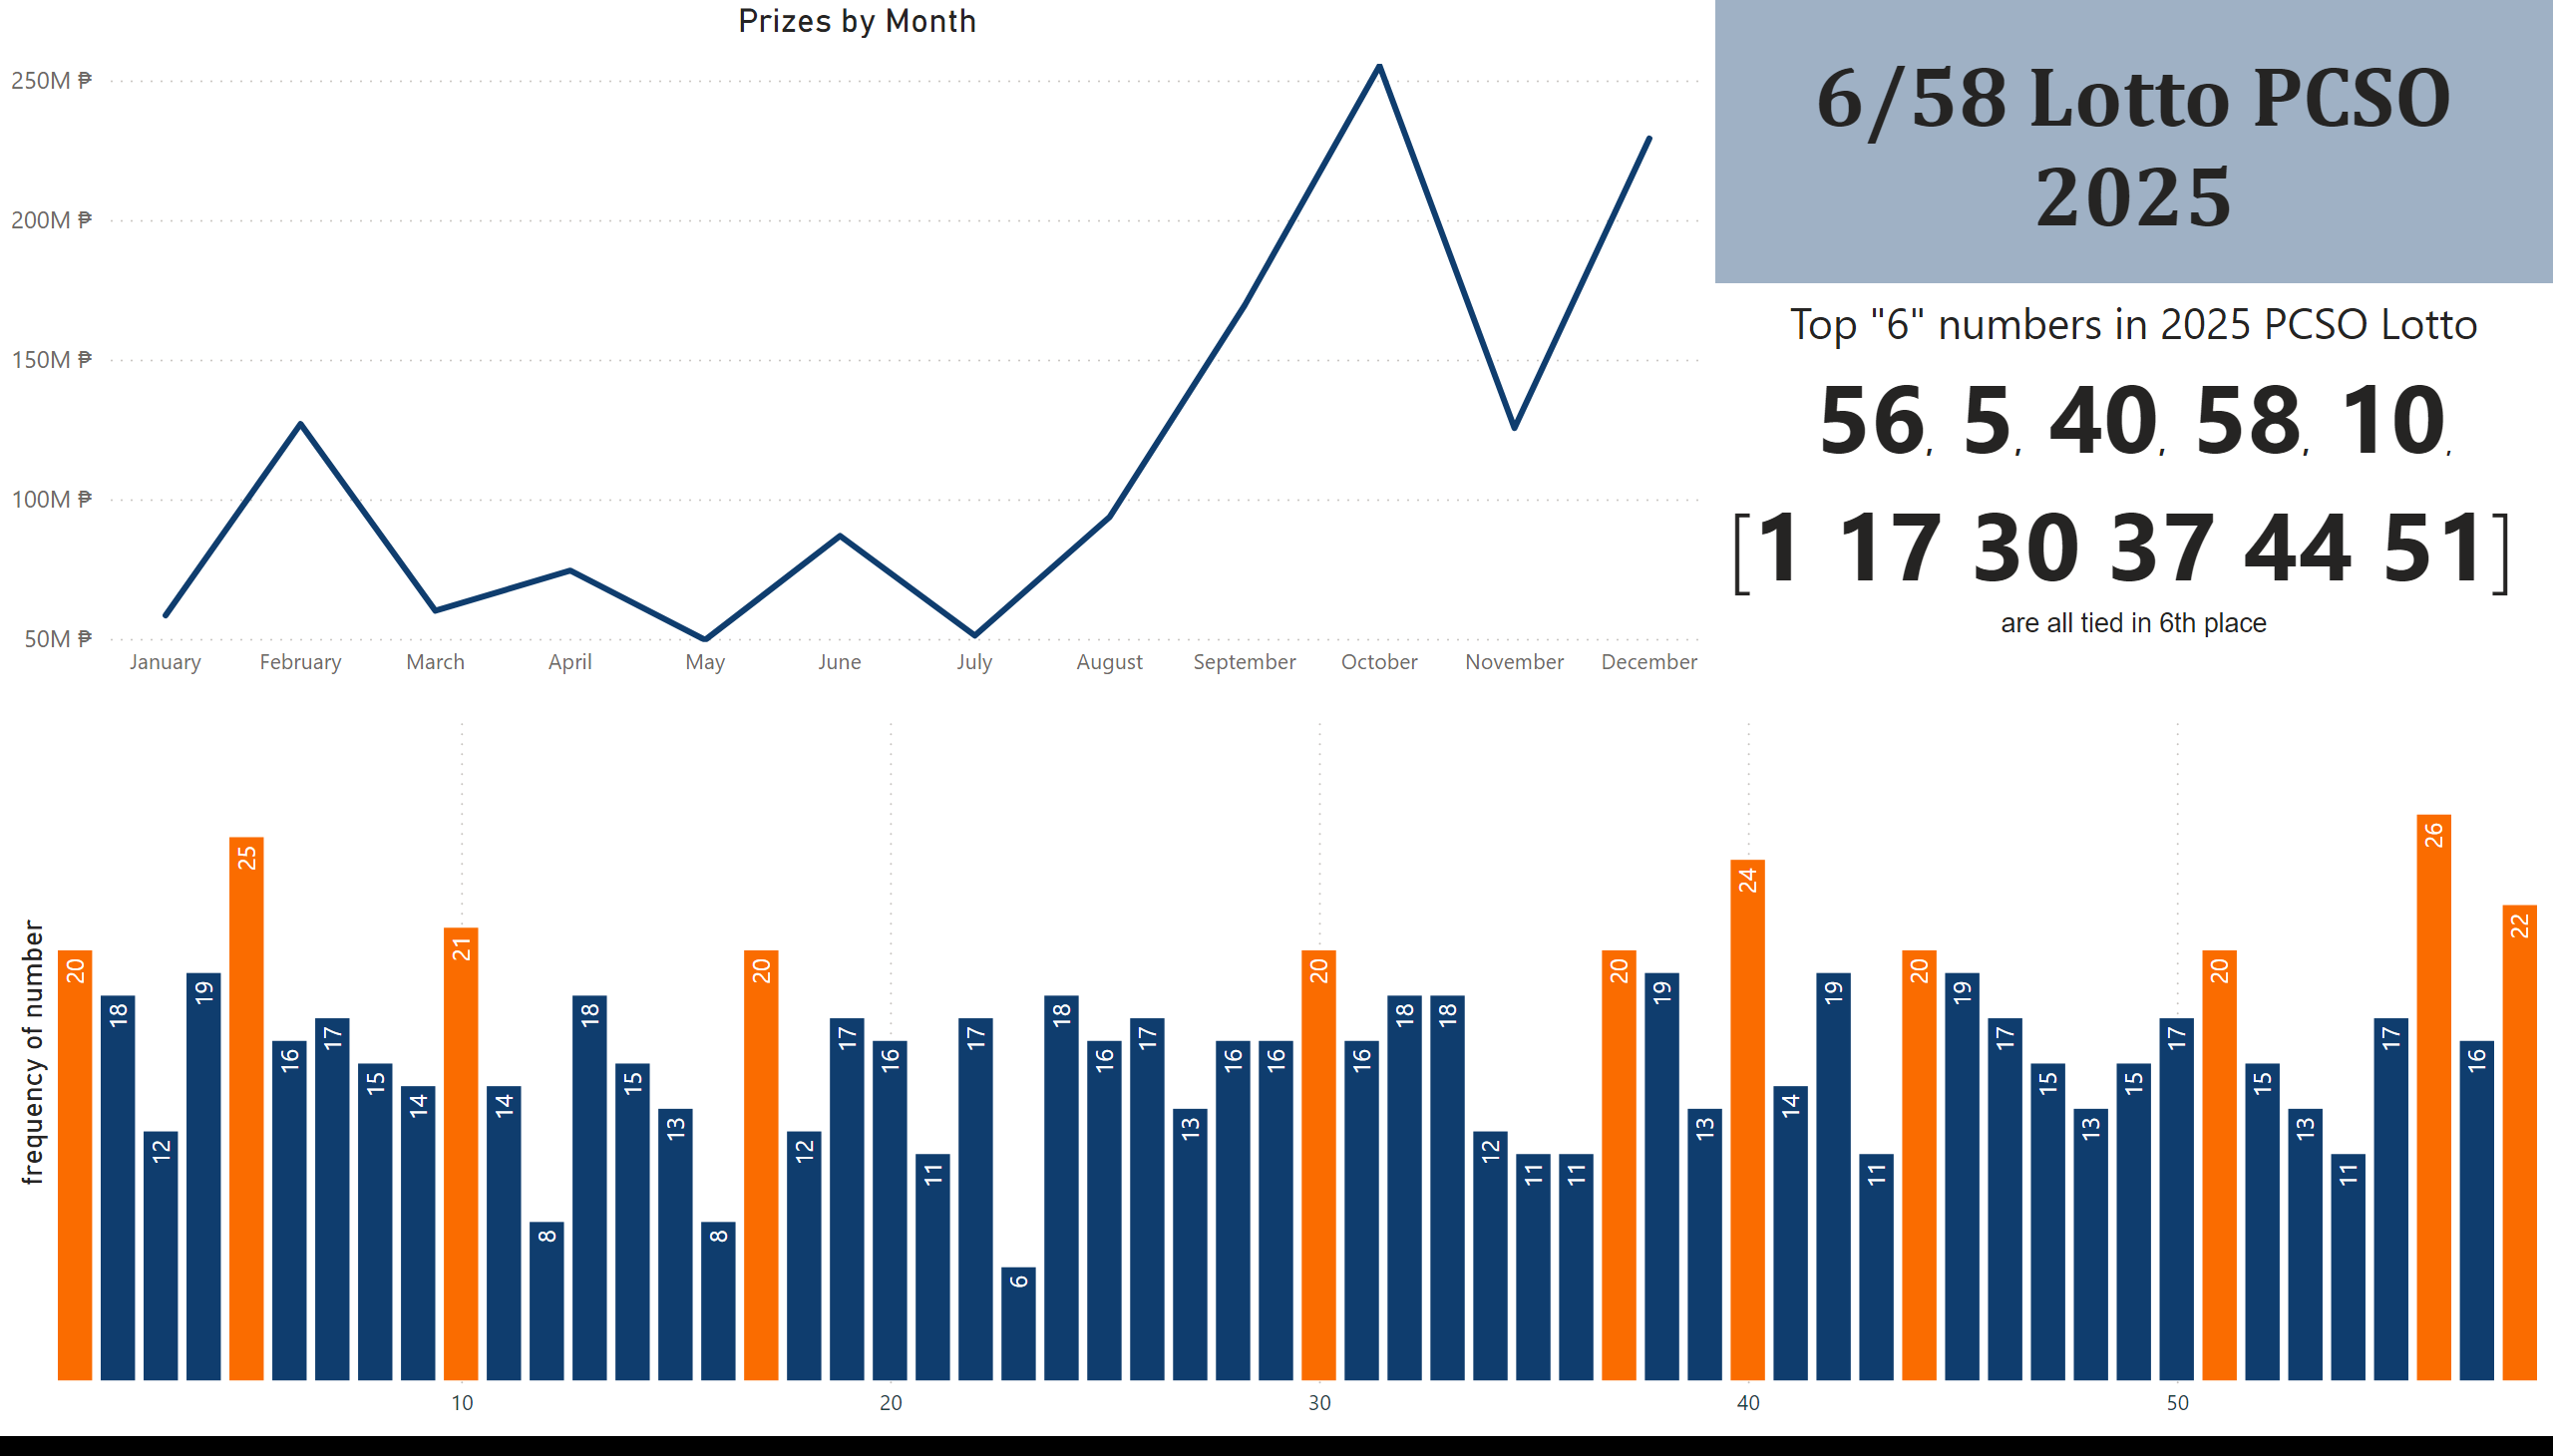 Prizes by Month
250M ₱
200M ₱
150M ₱
100M ₱
50M ₱
January February March April May June July August September October November December
6/58 Lotto PCSO
2025
Top "6" numbers in 2025 PCSO Lotto
56, 5, 40, 58, 10,
[1 17 30 37 44 51]
are all tied in 6th place
frequency of number
20 18 12 19 25 16 17 15 14 21 14 8 18 15 13 8 20 12 17 16 11 17 6 18 16 17 13 16 16 20 16 18 18 12 11 11 20 19 13 24 14 19 11 20 19 17 15 13 15 17 20 15 13 11 17 26 16 22
10 20 30 40 50